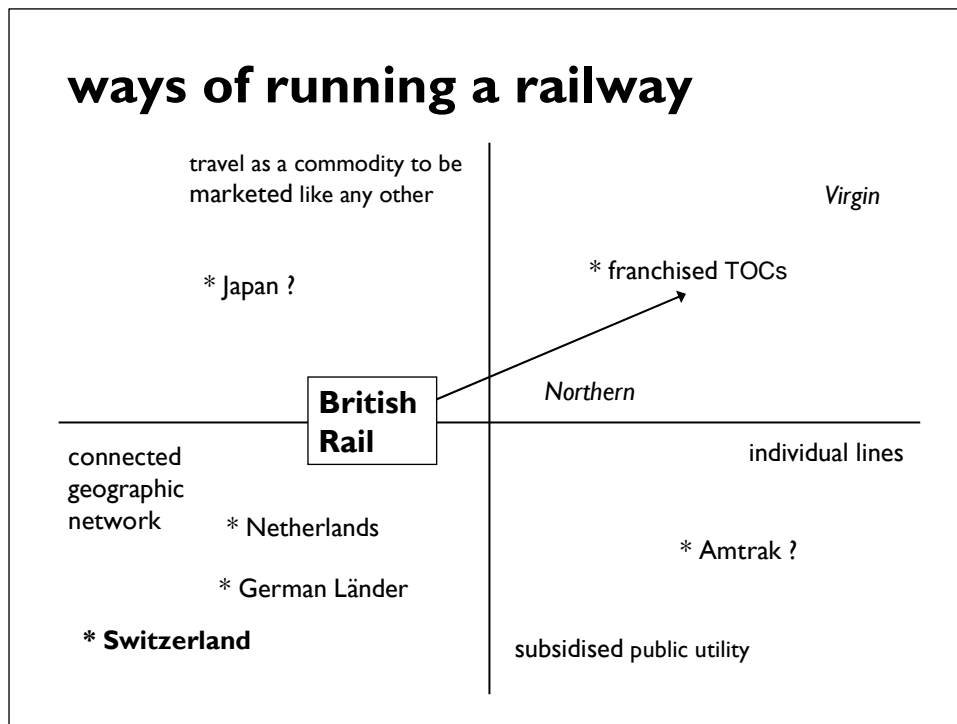 ways of running a railway
travel as a commodity to be
marketed like any other
Virgin
* franchised TOCs
* Japan ?
British
Rail
Northern
connected
geographic
network
individual lines
* Netherlands
* Amtrak ?
* German Länder
* Switzerland
subsidised public utility